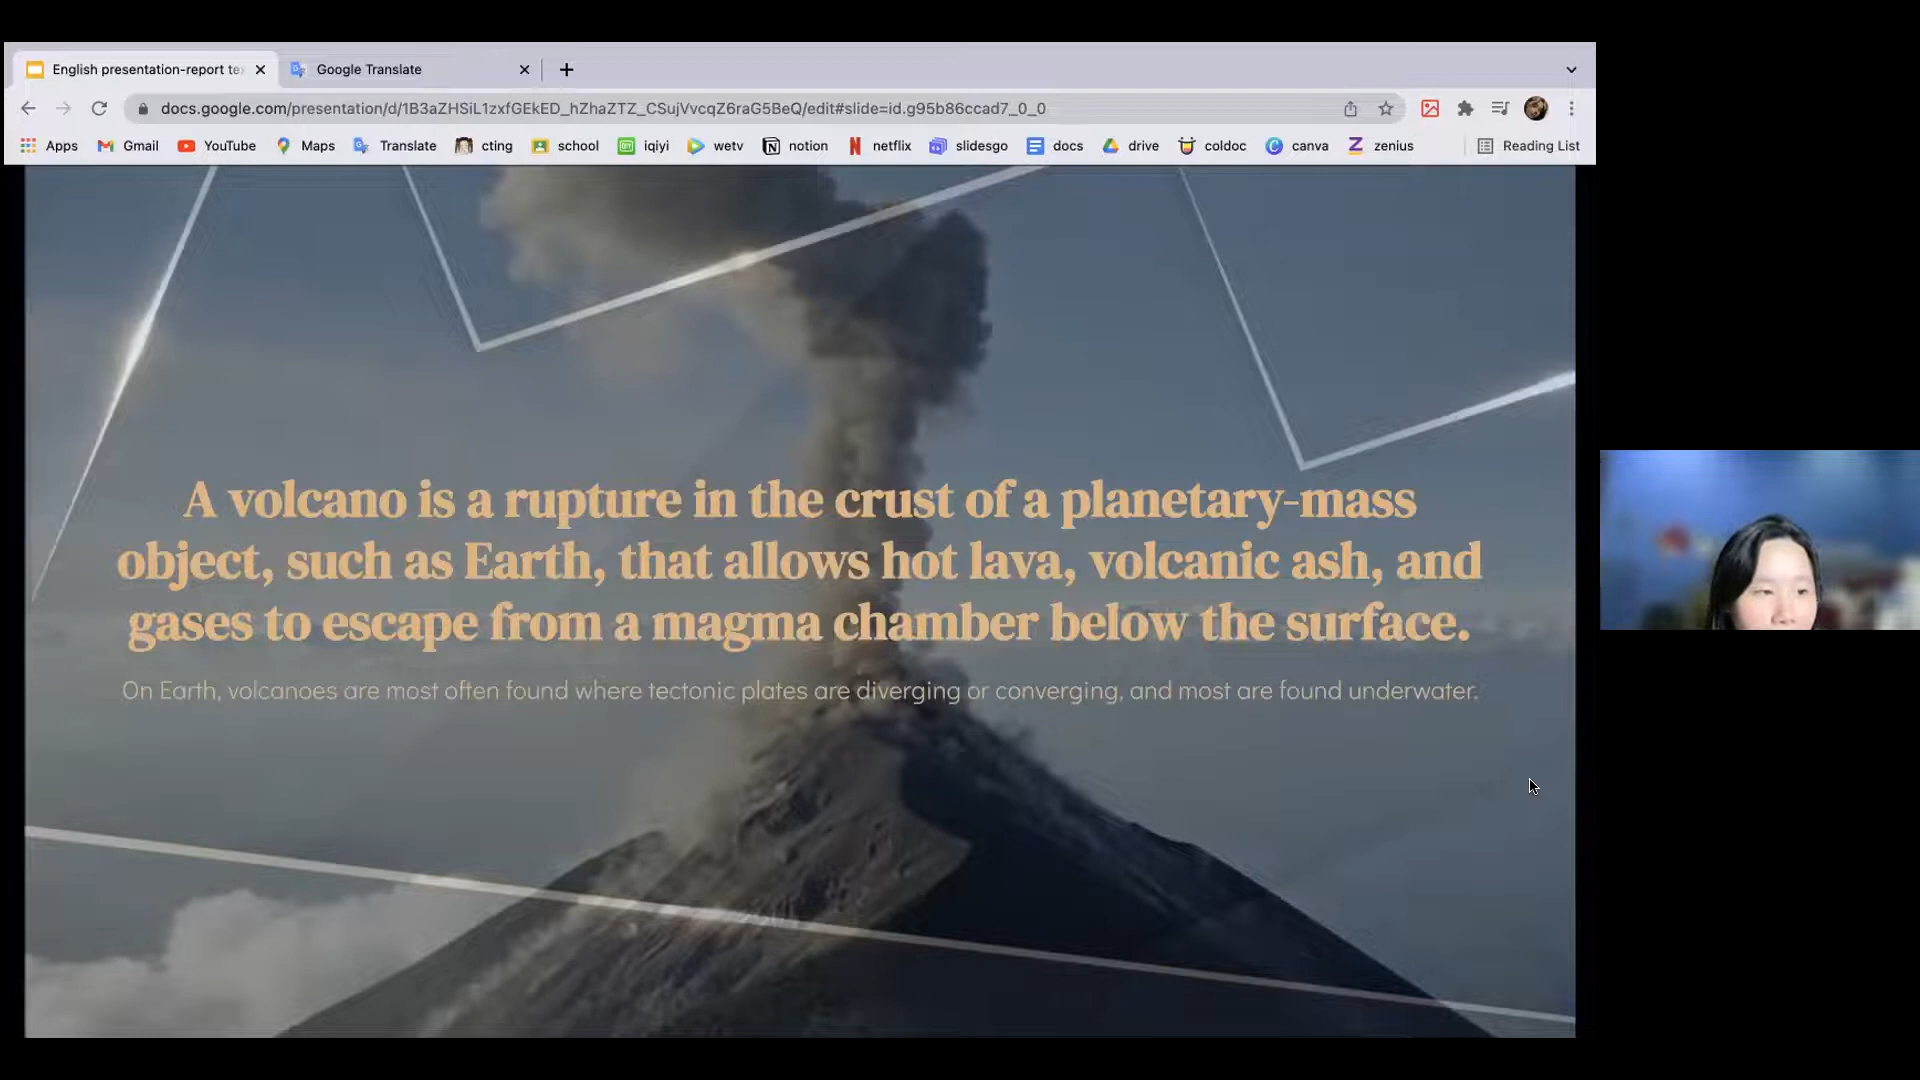 English presentation-report te
Google Translate
docs.google.com/presentation/d/1B3aZHSiL1zxfGEkED_hZhaZTZ_CSujVvcqZ6raG5BeQ/edit#slide=id.g95b86ccad7_0_0
Apps Gmail YouTube Maps Translate cting school iqiyi wetv notion netflix slidesgo docs drive coldoc canva zenius Reading List
A volcano is a rupture in the crust of a planetary-mass
object, such as Earth, that allows hot lava, volcanic ash, and
gases to escape from a magma chamber below the surface.
On Earth, volcanoes are most often found where tectonic plates are diverging or converging, and most are found underwater.